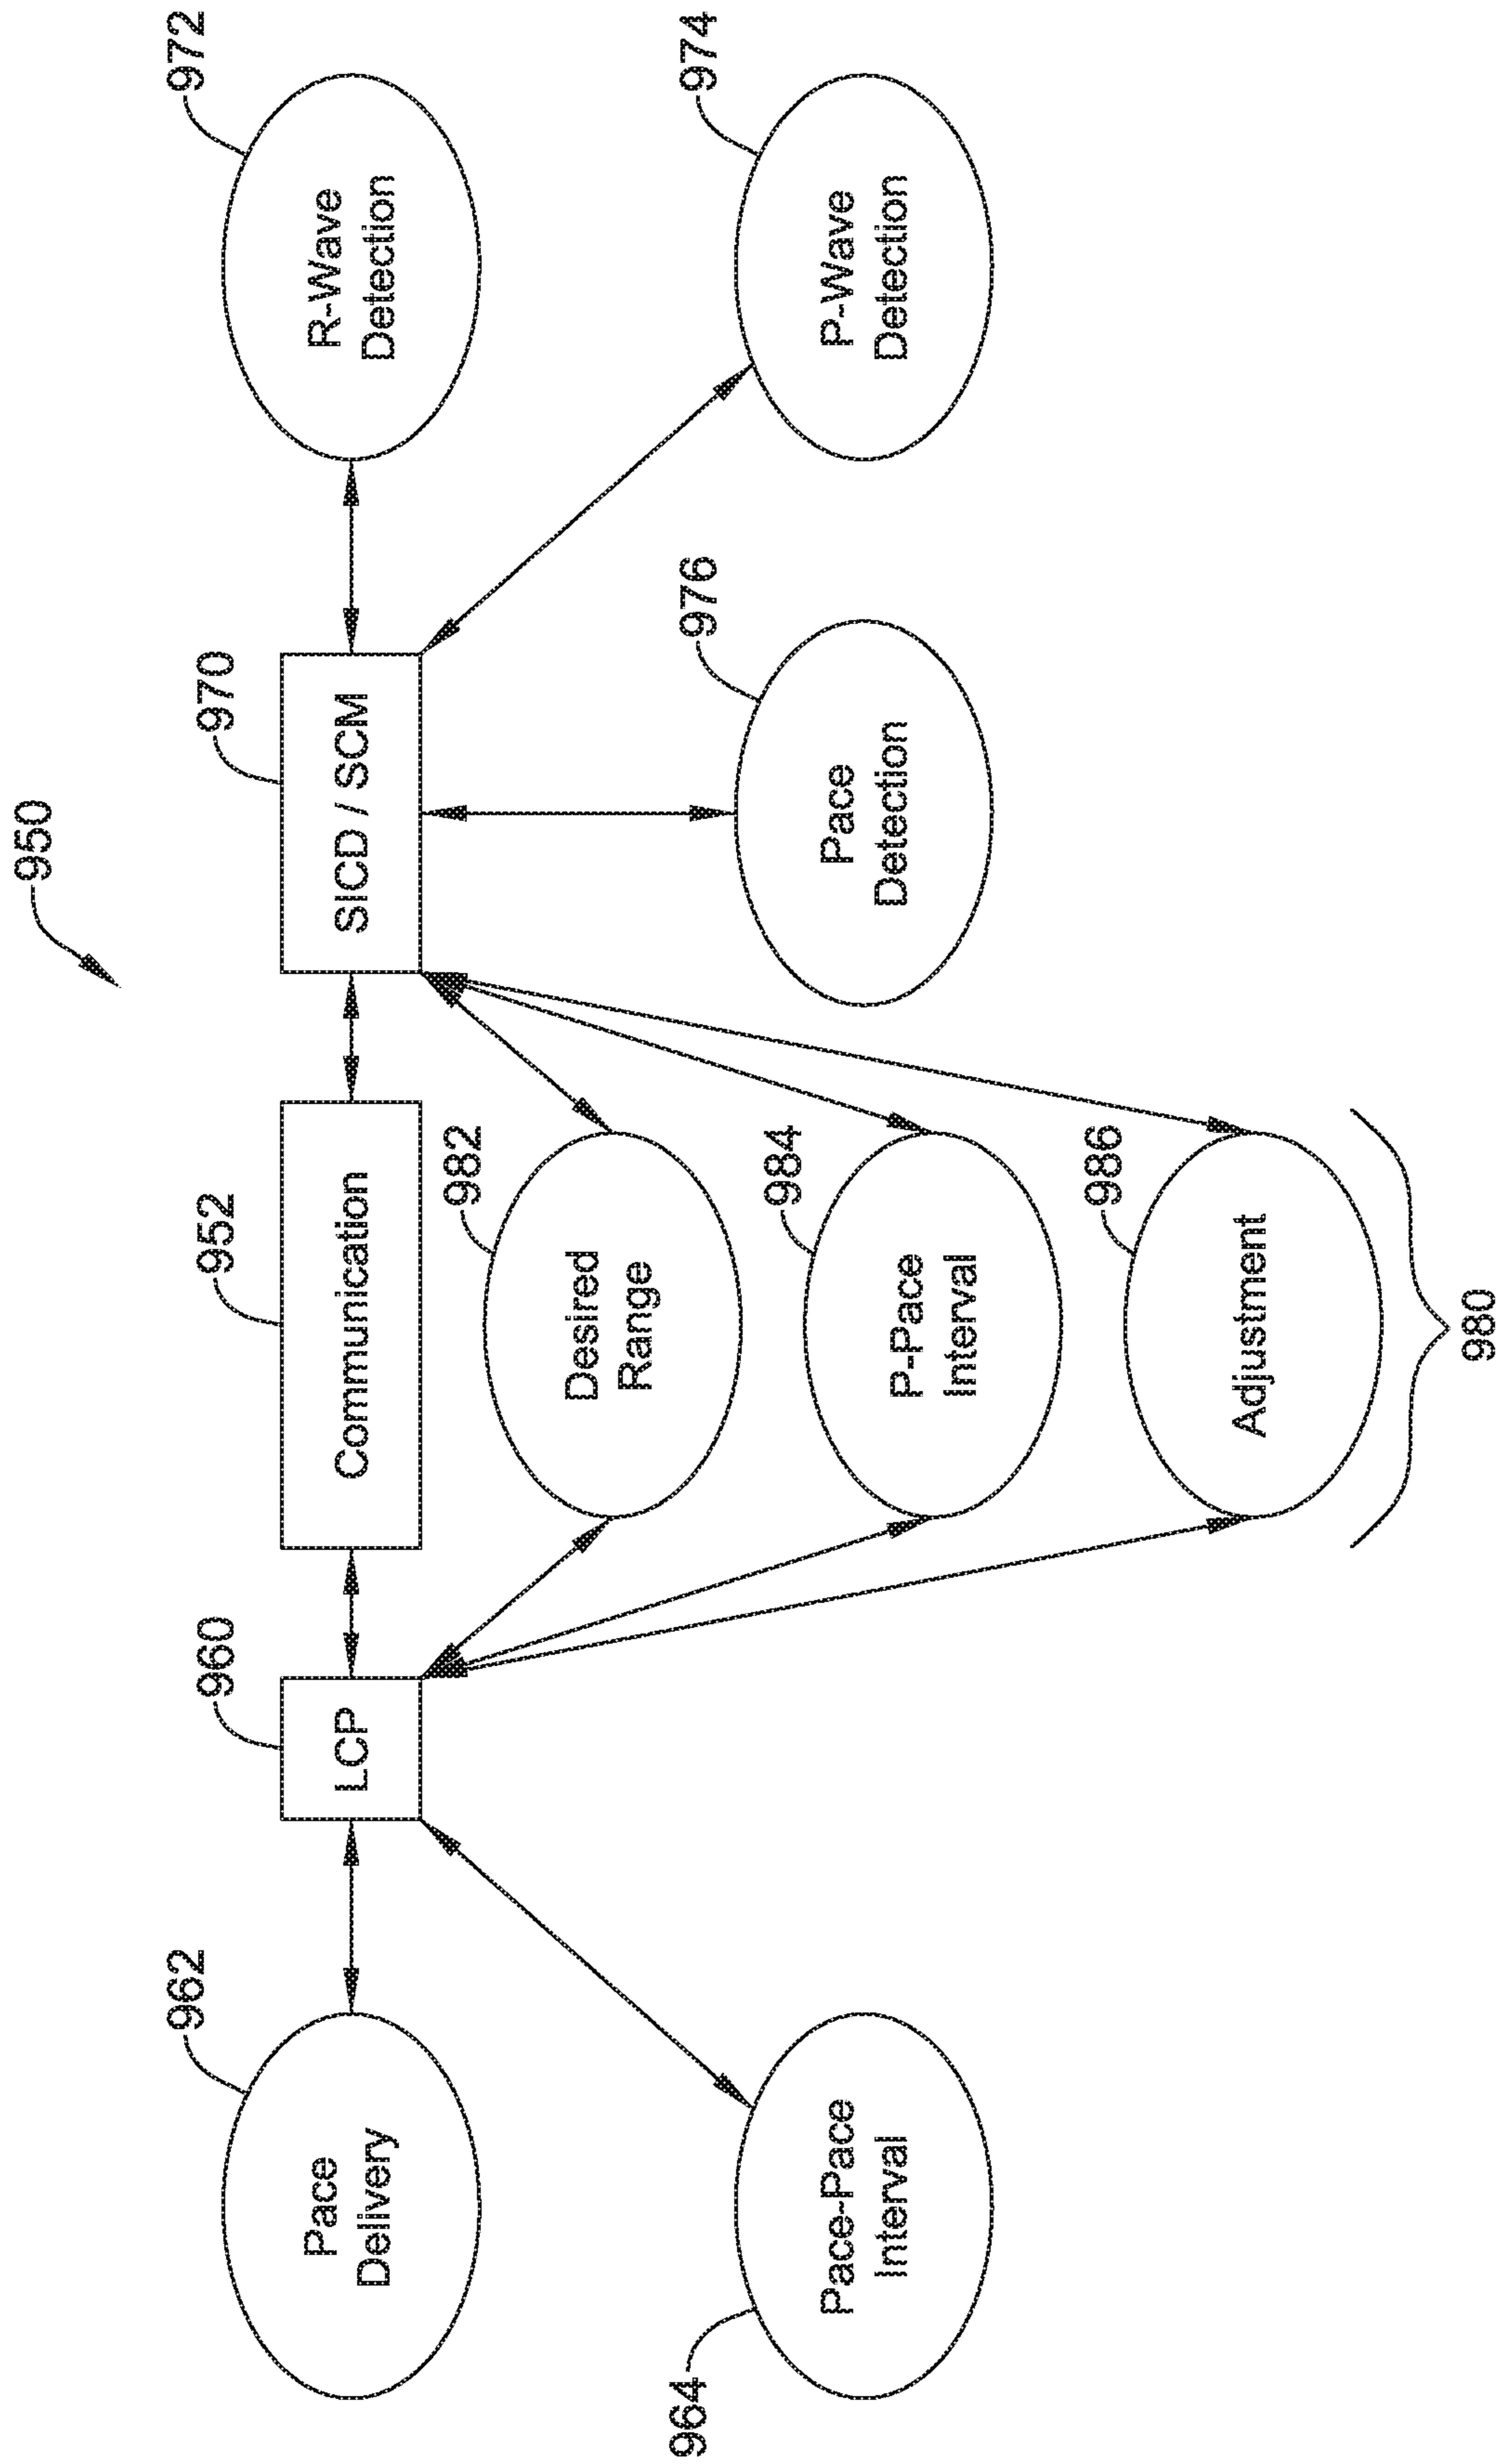 950
962
Pace
Delivery
960
LCP
952
Communication
970
SICD / SCM
972
R-Wave
Detection
964
Pace-Pace
Interval
982
Desired
Range
984
P-Pace
Interval
986
Adjustment
980
976
Pace
Detection
974
P-Wave
Detection